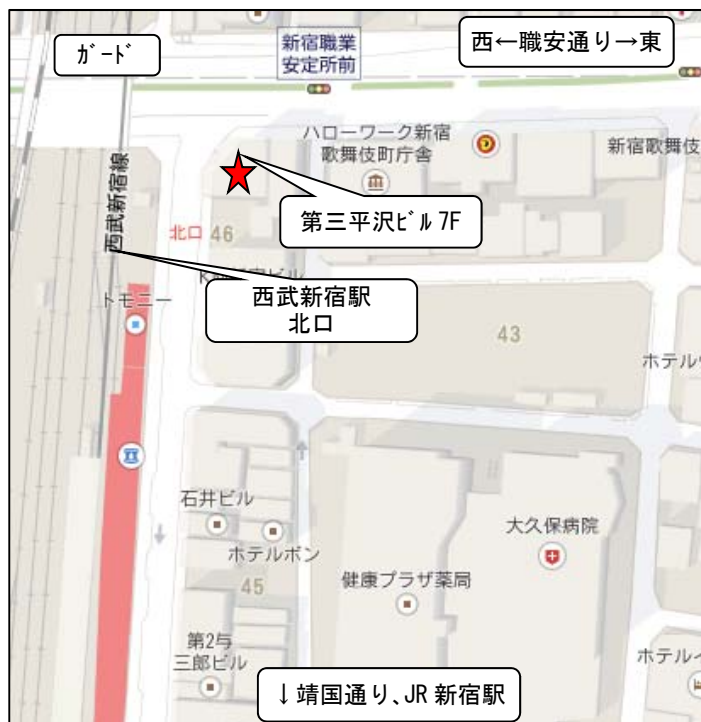 ガード
新宿職業
安定所前
西←職安通り→東
ハローワーク新宿
歌舞伎町庁舎
新宿歌舞伎
西武新宿線
第三平沢ビル 7F
北口
46
西武新宿駅
北口
トモニー
43
ホテル
石井ビル
ホテルボン
大久保病院
45
健康プラザ薬局
第2与
三郎ビル
ホテル
↓靖国通り、JR 新宿駅